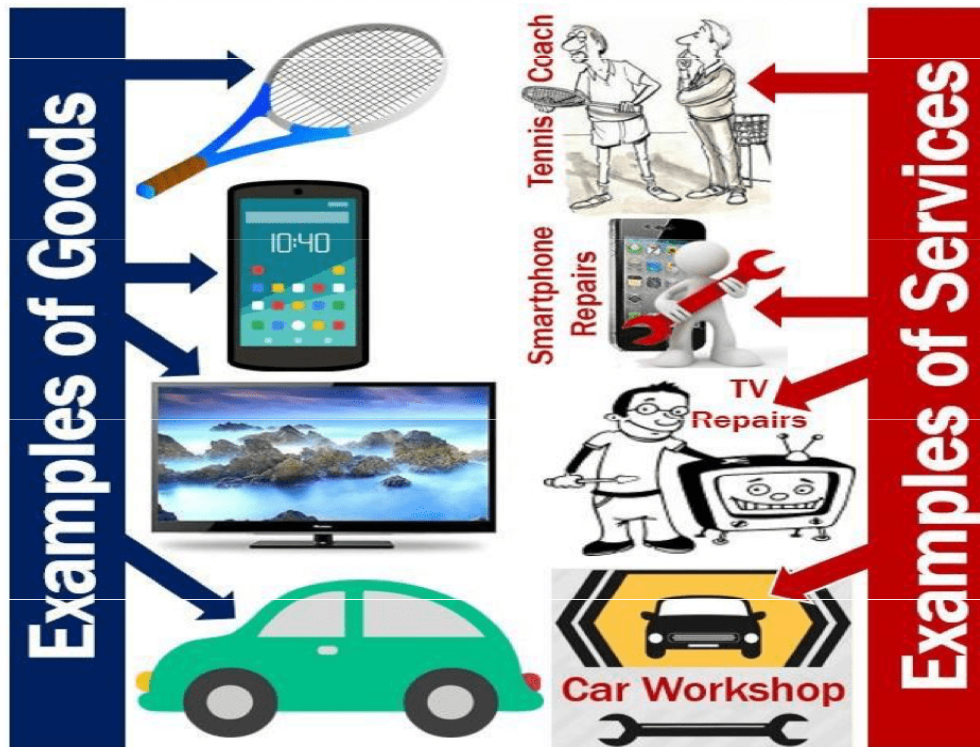 Examples of Goods
10:40
Tennis Coach
Smartphone
Repairs
TV
Repairs
Car Workshop
Examples of Services